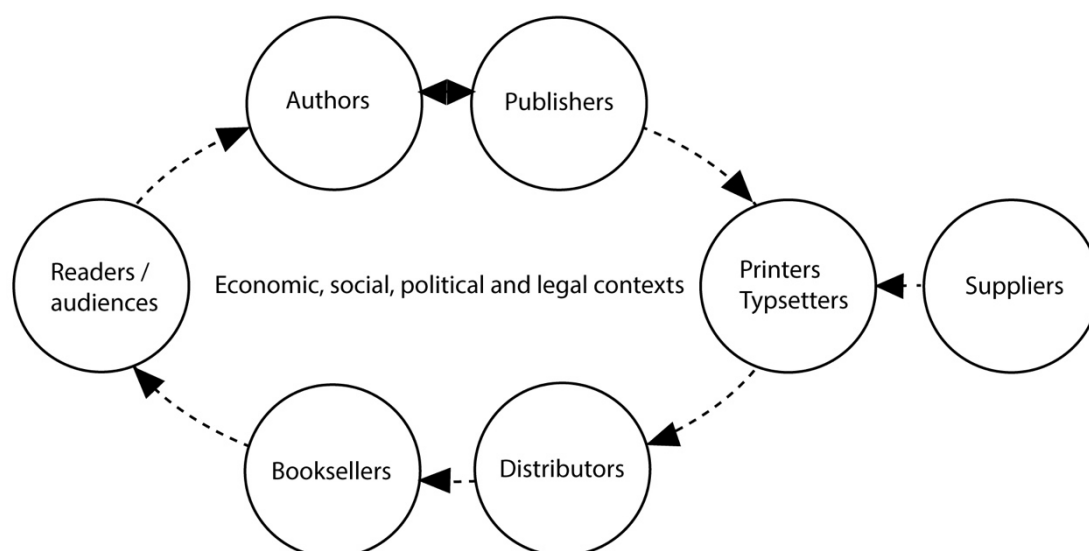 Authors
Publishers
Readers /
audiences
Economic, social, political and legal contexts
Printers
Typsetters
Suppliers
Booksellers
Distributors